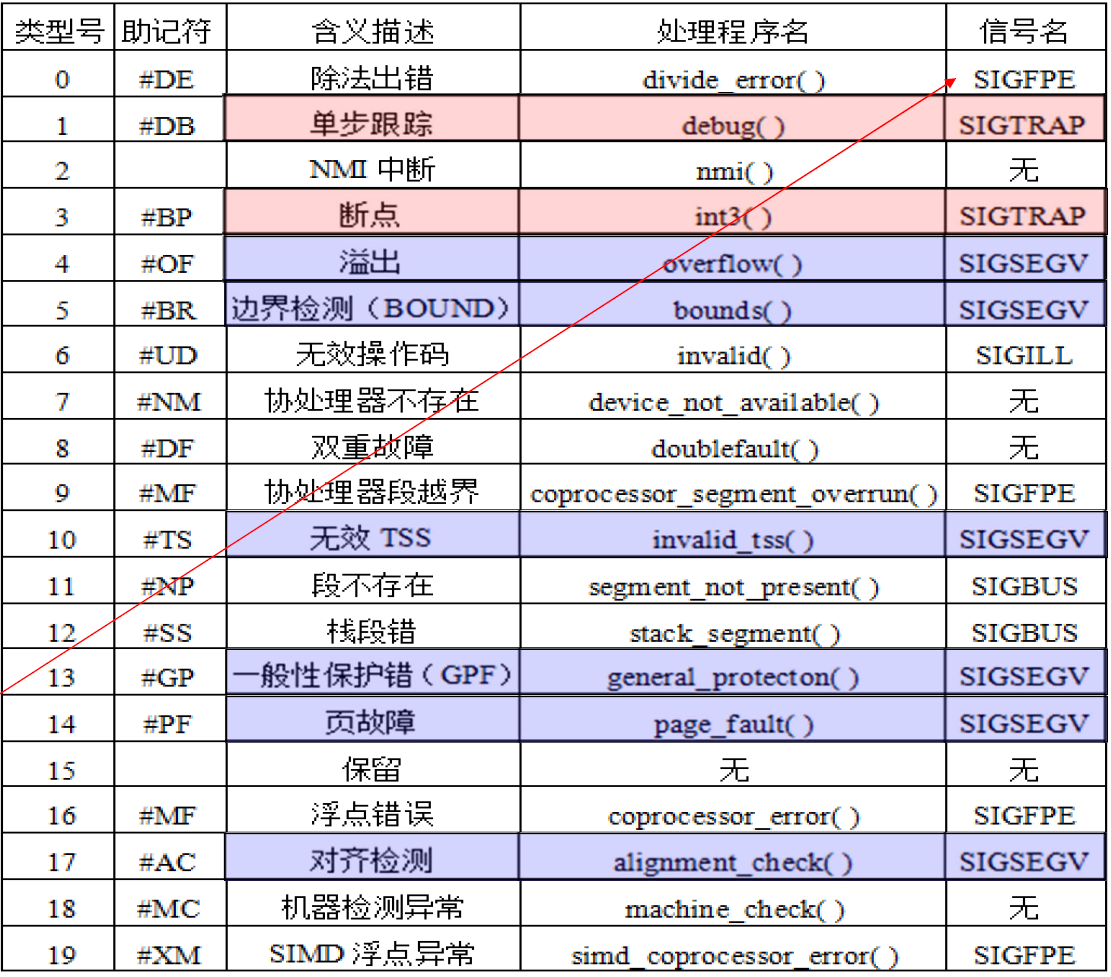 类型号 助记符 含义描述 处理程序名 信号名
0 #DE 除法出错 divide_error( ) SIGFPE
1 #DB 单步跟踪 debug( ) SIGTRAP
2 NMI 中断 nmi( ) 无
3 #BP 断点 int3( ) SIGTRAP
4 #OF 溢出 overflow( ) SIGSEGV
5 #BR 边界检测（BOUND） bounds( ) SIGSEGV
6 #UD 无效操作码 invalid( ) SIGILL
7 #NM 协处理器不存在 device_not_available( ) 无
8 #DF 双重故障 doublefault( ) 无
9 #MF 协处理器段越界 coprocessor_segment_overrun( ) SIGFPE
10 #TS 无效 TSS invalid_tss( ) SIGSEGV
11 #NP 段不存在 segment_not_present( ) SIGBUS
12 #SS 栈段错 stack_segment( ) SIGBUS
13 #GP 一般性保护错（GPF） general_protecton( ) SIGSEGV
14 #PF 页故障 page_fault( ) SIGSEGV
15 保留 无 无
16 #MF 浮点错误 coprocessor_error( ) SIGFPE
17 #AC 对齐检测 alignment_check( ) SIGSEGV
18 #MC 机器检测异常 machine_check( ) 无
19 #XM SIMD 浮点异常 simd_coprocessor_error( ) SIGFPE